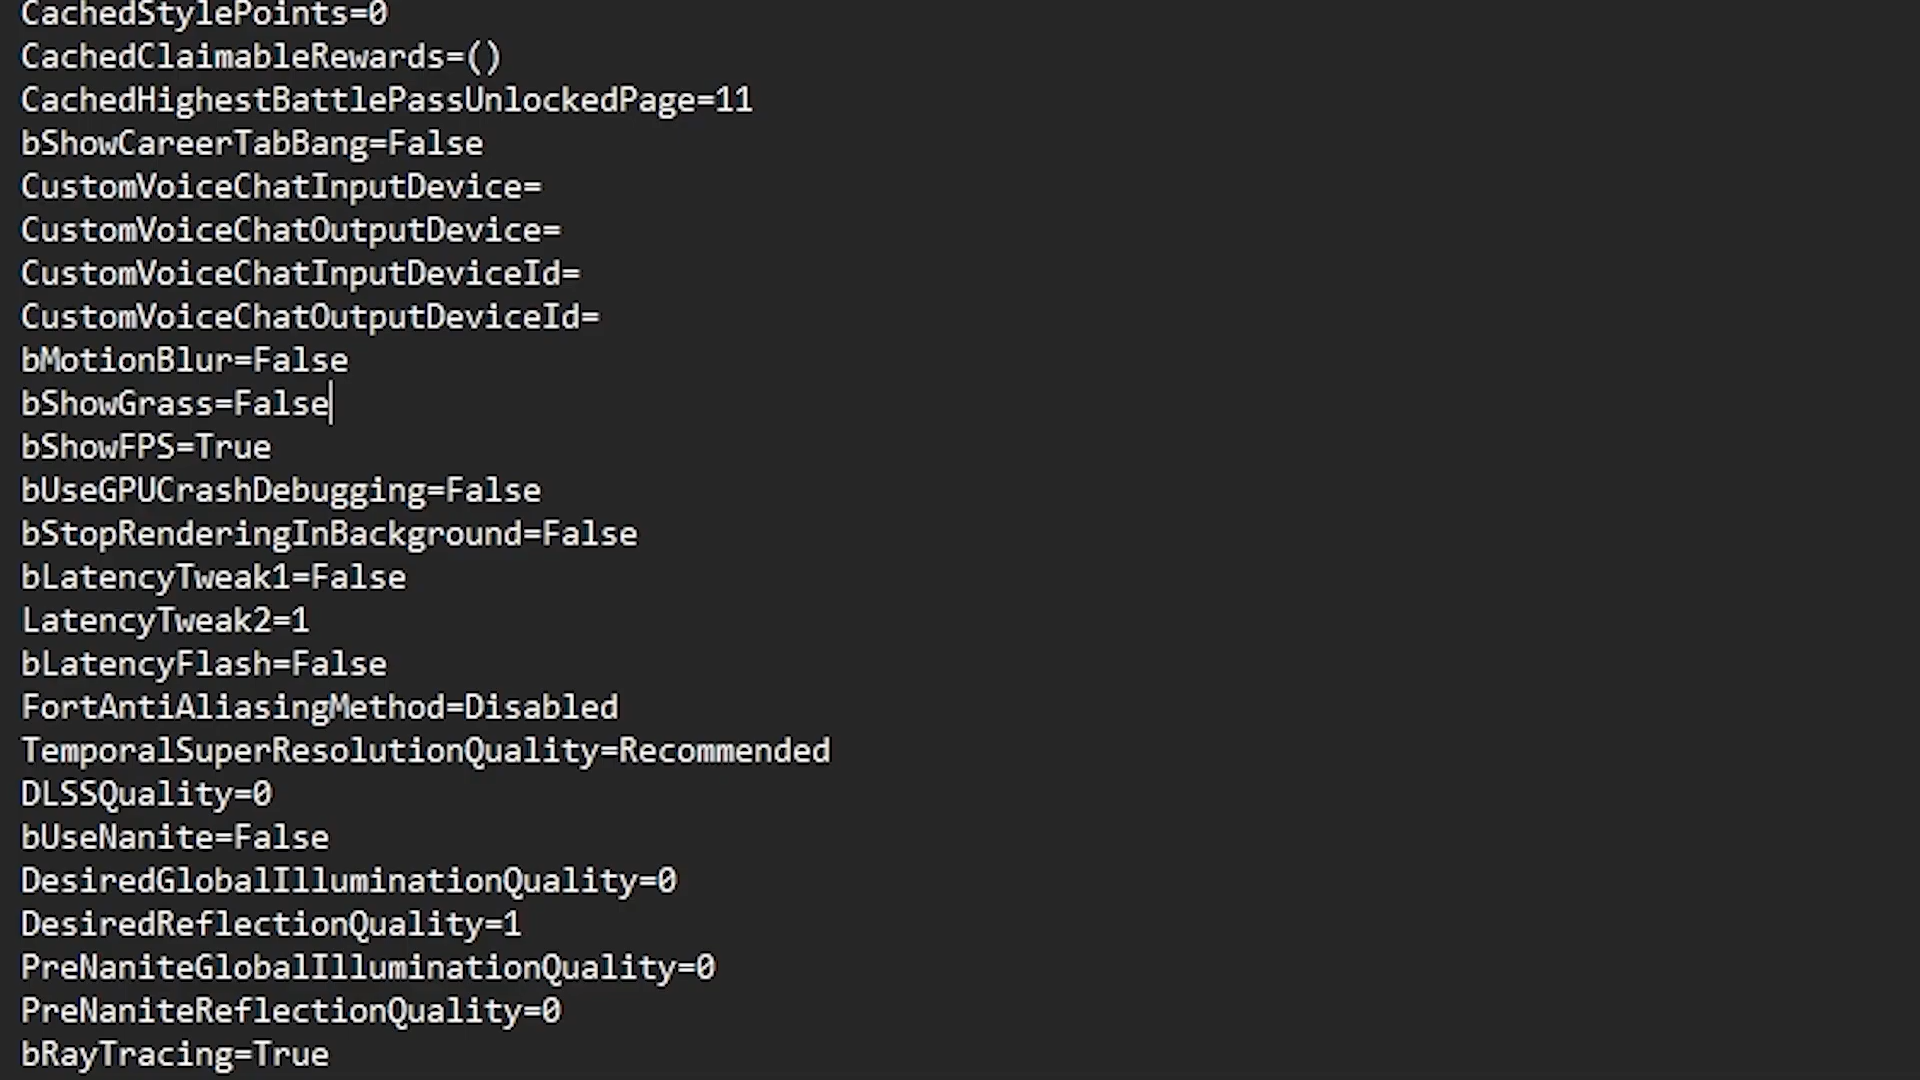 CachedStylePoints=0
CachedClaimableRewards=()
CachedHighestBattlePassUnlockedPage=11
bShowCareerTabBang=False
CustomVoiceChatInputDevice=
CustomVoiceChatOutputDevice=
CustomVoiceChatInputDeviceId=
CustomVoiceChatOutputDeviceId=
bMotionBlur=False
bShowGrass=False
bShowFPS=True
bUseGPUCrashDebugging=False
bStopRenderingInBackground=False
bLatencyTweak1=False
LatencyTweak2=1
bLatencyFlash=False
FortAntiAliasingMethod=Disabled
TemporalSuperResolutionQuality=Recommended
DLSSQuality=0
bUseNanite=False
DesiredGlobalIlluminationQuality=0
DesiredReflectionQuality=1
PreNaniteGlobalIlluminationQuality=0
PreNaniteReflectionQuality=0
bRayTracing=True